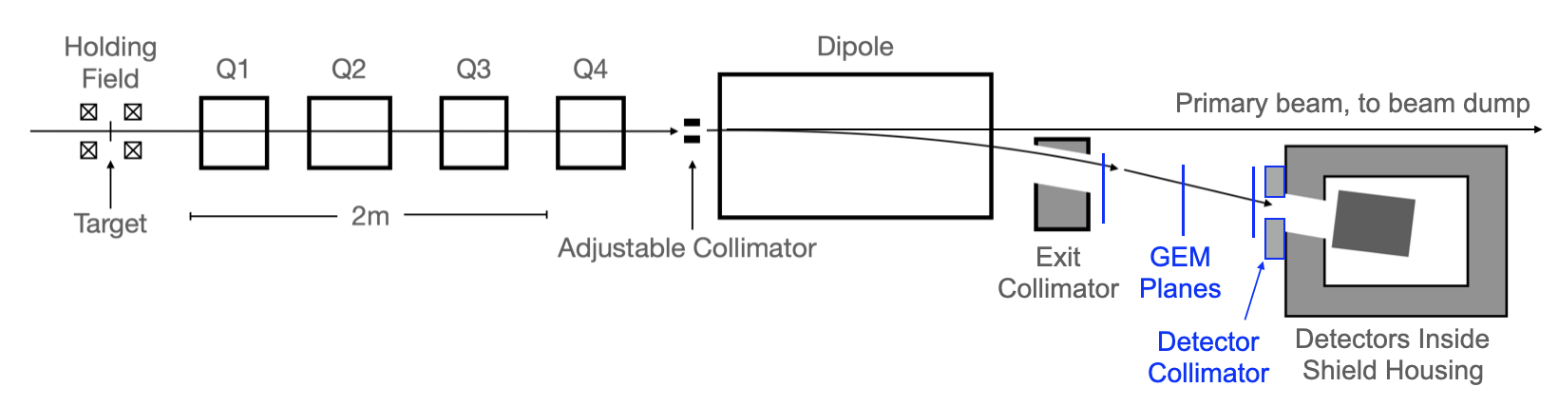 Holding
Field
Q1
Q2
Q3
Q4
Dipole
Primary beam, to beam dump
Target
2m
Adjustable Collimator
Exit
Collimator
GEM
Planes
Detector
Collimator
Detectors Inside
Shield Housing